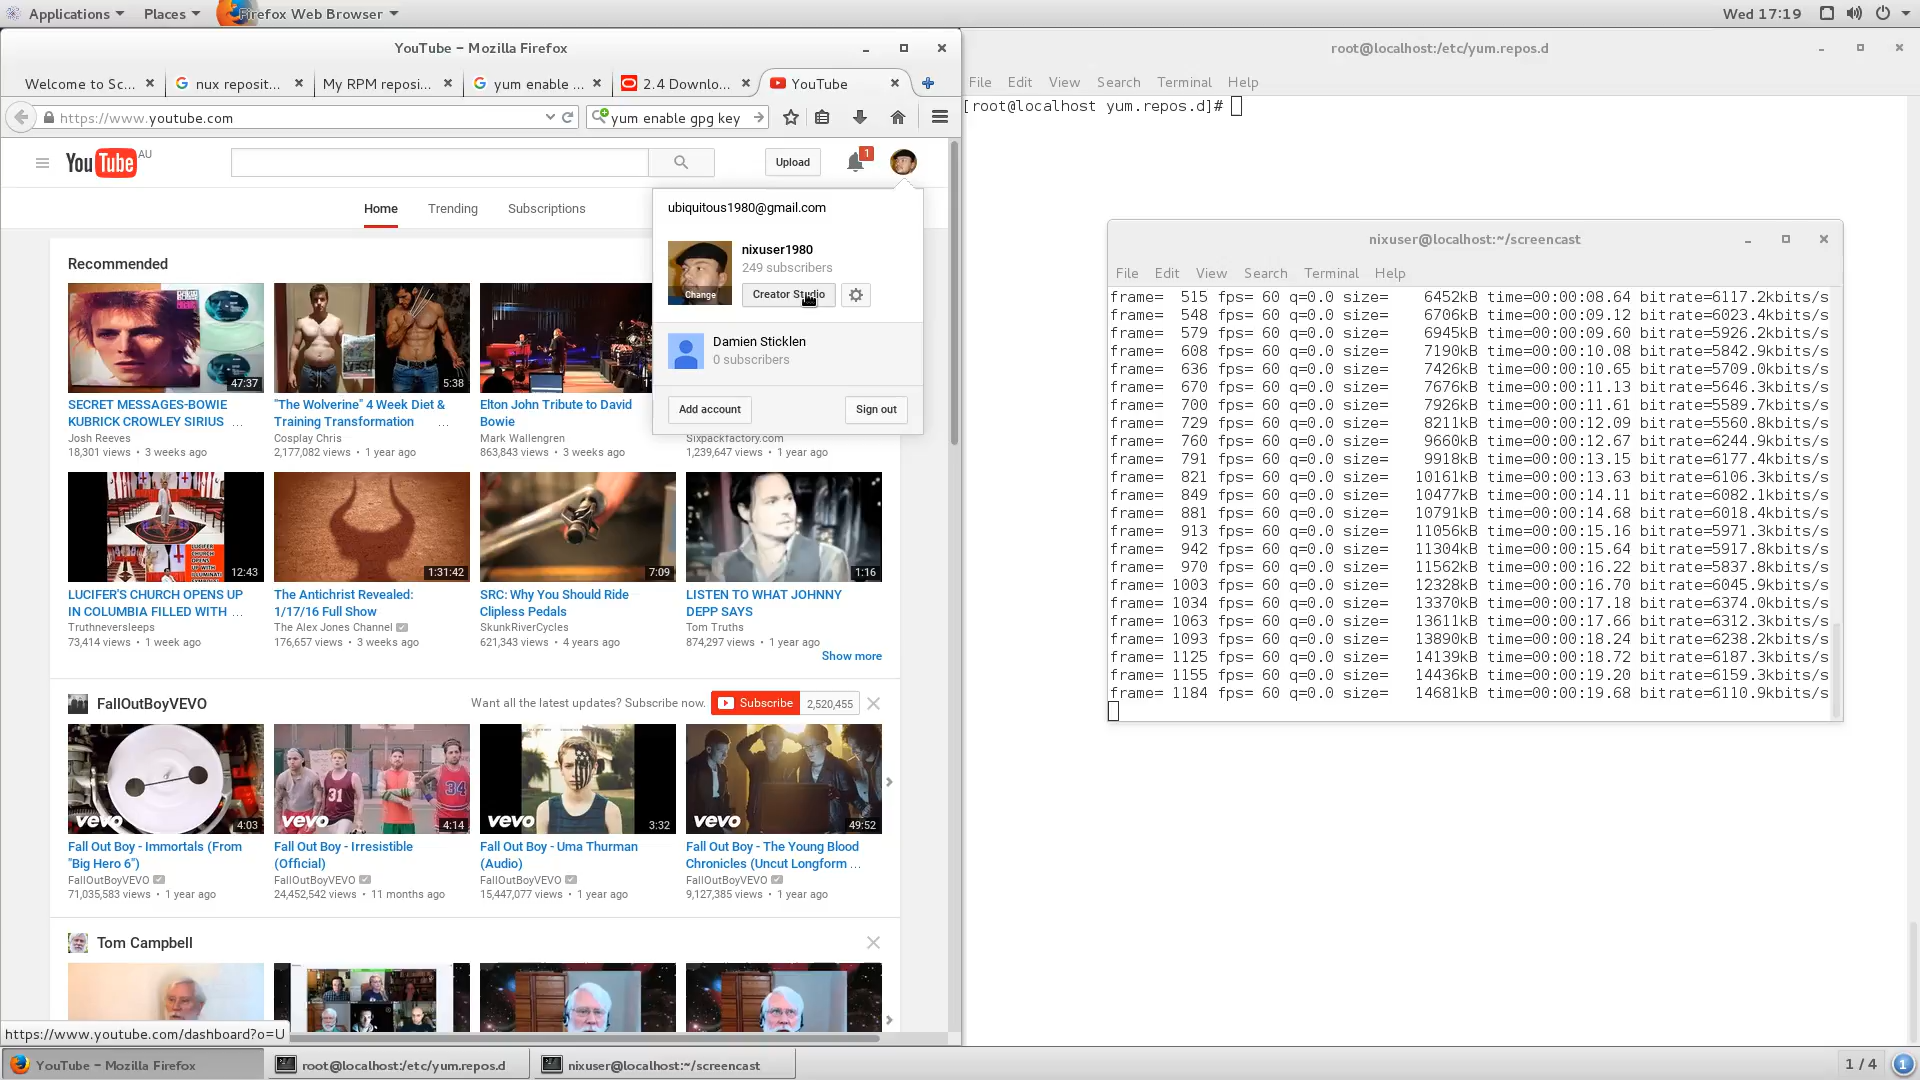 Applications
Places
Firefox Web Browser
Wed 17:19
YouTube - Mozilla Firefox
Welcome to Sc...
nux reposit...
My RPM reposi...
yum enable ...
2.4 Downlo...
YouTube
https://www.youtube.com
yum enable gpg key
YouTube AU
Upload
1
Home
Trending
Subscriptions
ubiquitous1980@gmail.com
nixuser1980
249 subscribers
Change
Creator Studio
Damien Sticklen
0 subscribers
Add account
Sign out
Recommended
47:37
5:38
SECRET MESSAGES-BOWIE
KUBRICK CROWLEY SIRIUS ...
Josh Reeves
18,301 views • 3 weeks ago
"The Wolverine" 4 Week Diet &
Training Transformation ...
Cosplay Chris
2,177,082 views • 1 year ago
Elton John Tribute to David
Bowie
Mark Wallengren
863,843 views • 3 weeks ago
Sixpackfactory.com
1,239,647 views • 1 year ago
12:43
1:31:42
7:09
1:16
LUCIFER'S CHURCH OPENS UP
IN COLUMBIA FILLED WITH ...
Truthneversleeps
73,414 views • 1 week ago
The Antichrist Revealed:
1/17/16 Full Show
The Alex Jones Channel
176,657 views • 3 weeks ago
SRC: Why You Should Ride
Clipless Pedals
SkunkRiverCycles
621,343 views • 4 years ago
LISTEN TO WHAT JOHNNY
DEPP SAYS
Tom Truths
874,297 views • 1 year ago
Show more
FallOutBoyVEVO
Want all the latest updates? Subscribe now.
Subscribe
2,520,455
vevo
4:03
31
34
vevo
4:14
vevo
3:32
vevo
49:52
Fall Out Boy - Immortals (From
"Big Hero 6")
FallOutBoyVEVO
71,035,583 views • 1 year ago
Fall Out Boy - Irresistible
(Official)
FallOutBoyVEVO
24,452,542 views • 11 months ago
Fall Out Boy - Uma Thurman
(Audio)
FallOutBoyVEVO
15,447,077 views • 1 year ago
Fall Out Boy - The Young Blood
Chronicles (Uncut Longform ...
FallOutBoyVEVO
9,127,385 views • 1 year ago
Tom Campbell
https://www.youtube.com/dashboard?o=U
root@localhost:/etc/yum.repos.d
File Edit View Search Terminal Help
[root@localhost yum.repos.d]#
nixuser@localhost:~/screencast
File Edit View Search Terminal Help
frame=  515 fps= 60 q=0.0 size=    6452kB time=00:00:08.64 bitrate=6117.2kbits/s
frame=  548 fps= 60 q=0.0 size=    6706kB time=00:00:09.12 bitrate=6023.4kbits/s
frame=  579 fps= 60 q=0.0 size=    6945kB time=00:00:09.60 bitrate=5926.2kbits/s
frame=  608 fps= 60 q=0.0 size=    7190kB time=00:00:10.08 bitrate=5842.9kbits/s
frame=  636 fps= 60 q=0.0 size=    7426kB time=00:00:10.65 bitrate=5709.0kbits/s
frame=  670 fps= 60 q=0.0 size=    7676kB time=00:00:11.13 bitrate=5646.3kbits/s
frame=  700 fps= 60 q=0.0 size=    7926kB time=00:00:11.61 bitrate=5589.7kbits/s
frame=  729 fps= 60 q=0.0 size=    8211kB time=00:00:12.09 bitrate=5560.8kbits/s
frame=  760 fps= 60 q=0.0 size=    9660kB time=00:00:12.67 bitrate=6244.9kbits/s
frame=  791 fps= 60 q=0.0 size=    9918kB time=00:00:13.15 bitrate=6177.4kbits/s
frame=  821 fps= 60 q=0.0 size=   10161kB time=00:00:13.63 bitrate=6106.3kbits/s
frame=  849 fps= 60 q=0.0 size=   10477kB time=00:00:14.11 bitrate=6082.1kbits/s
frame=  881 fps= 60 q=0.0 size=   10791kB time=00:00:14.68 bitrate=6018.4kbits/s
frame=  913 fps= 60 q=0.0 size=   11056kB time=00:00:15.16 bitrate=5971.3kbits/s
frame=  942 fps= 60 q=0.0 size=   11304kB time=00:00:15.64 bitrate=5917.8kbits/s
frame=  970 fps= 60 q=0.0 size=   11562kB time=00:00:16.22 bitrate=5837.8kbits/s
frame= 1003 fps= 60 q=0.0 size=   12328kB time=00:00:16.70 bitrate=6045.9kbits/s
frame= 1034 fps= 60 q=0.0 size=   13370kB time=00:00:17.18 bitrate=6374.0kbits/s
frame= 1063 fps= 60 q=0.0 size=   13611kB time=00:00:17.66 bitrate=6312.3kbits/s
frame= 1093 fps= 60 q=0.0 size=   13890kB time=00:00:18.24 bitrate=6238.2kbits/s
frame= 1125 fps= 60 q=0.0 size=   14139kB time=00:00:18.72 bitrate=6187.3kbits/s
frame= 1155 fps= 60 q=0.0 size=   14436kB time=00:00:19.20 bitrate=6159.3kbits/s
frame= 1184 fps= 60 q=0.0 size=   14681kB time=00:00:19.68 bitrate=6110.9kbits/s
YouTube - Mozilla Firefox
root@localhost:/etc/yum.repos.d
nixuser@localhost:~/screencast
1 / 4
1